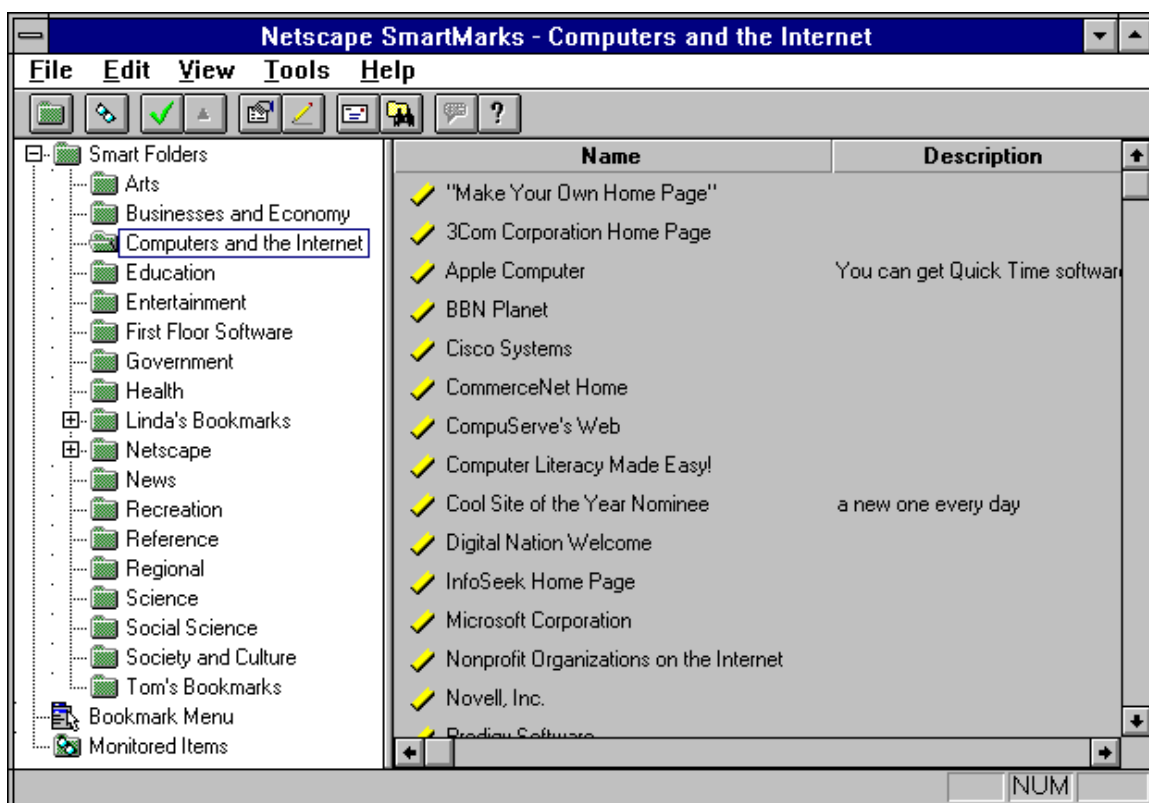 Netscape SmartMarks - Computers and the Internet
File Edit View Tools Help
?
Smart Folders
Arts
Businesses and Economy
Computers and the Internet
Education
Entertainment
First Floor Software
Government
Health
Linda's Bookmarks
Netscape
News
Recreation
Reference
Regional
Science
Social Science
Society and Culture
Tom's Bookmarks
Bookmark Menu
Monitored Items
Name Description
"Make Your Own Home Page"
3Com Corporation Home Page
Apple Computer You can get Quick Time softwar
BBN Planet
Cisco Systems
CommerceNet Home
CompuServe's Web
Computer Literacy Made Easy!
Cool Site of the Year Nominee a new one every day
Digital Nation Welcome
InfoSeek Home Page
Microsoft Corporation
Nonprofit Organizations on the Internet
Novell, Inc.
Prodigy Software
NUM